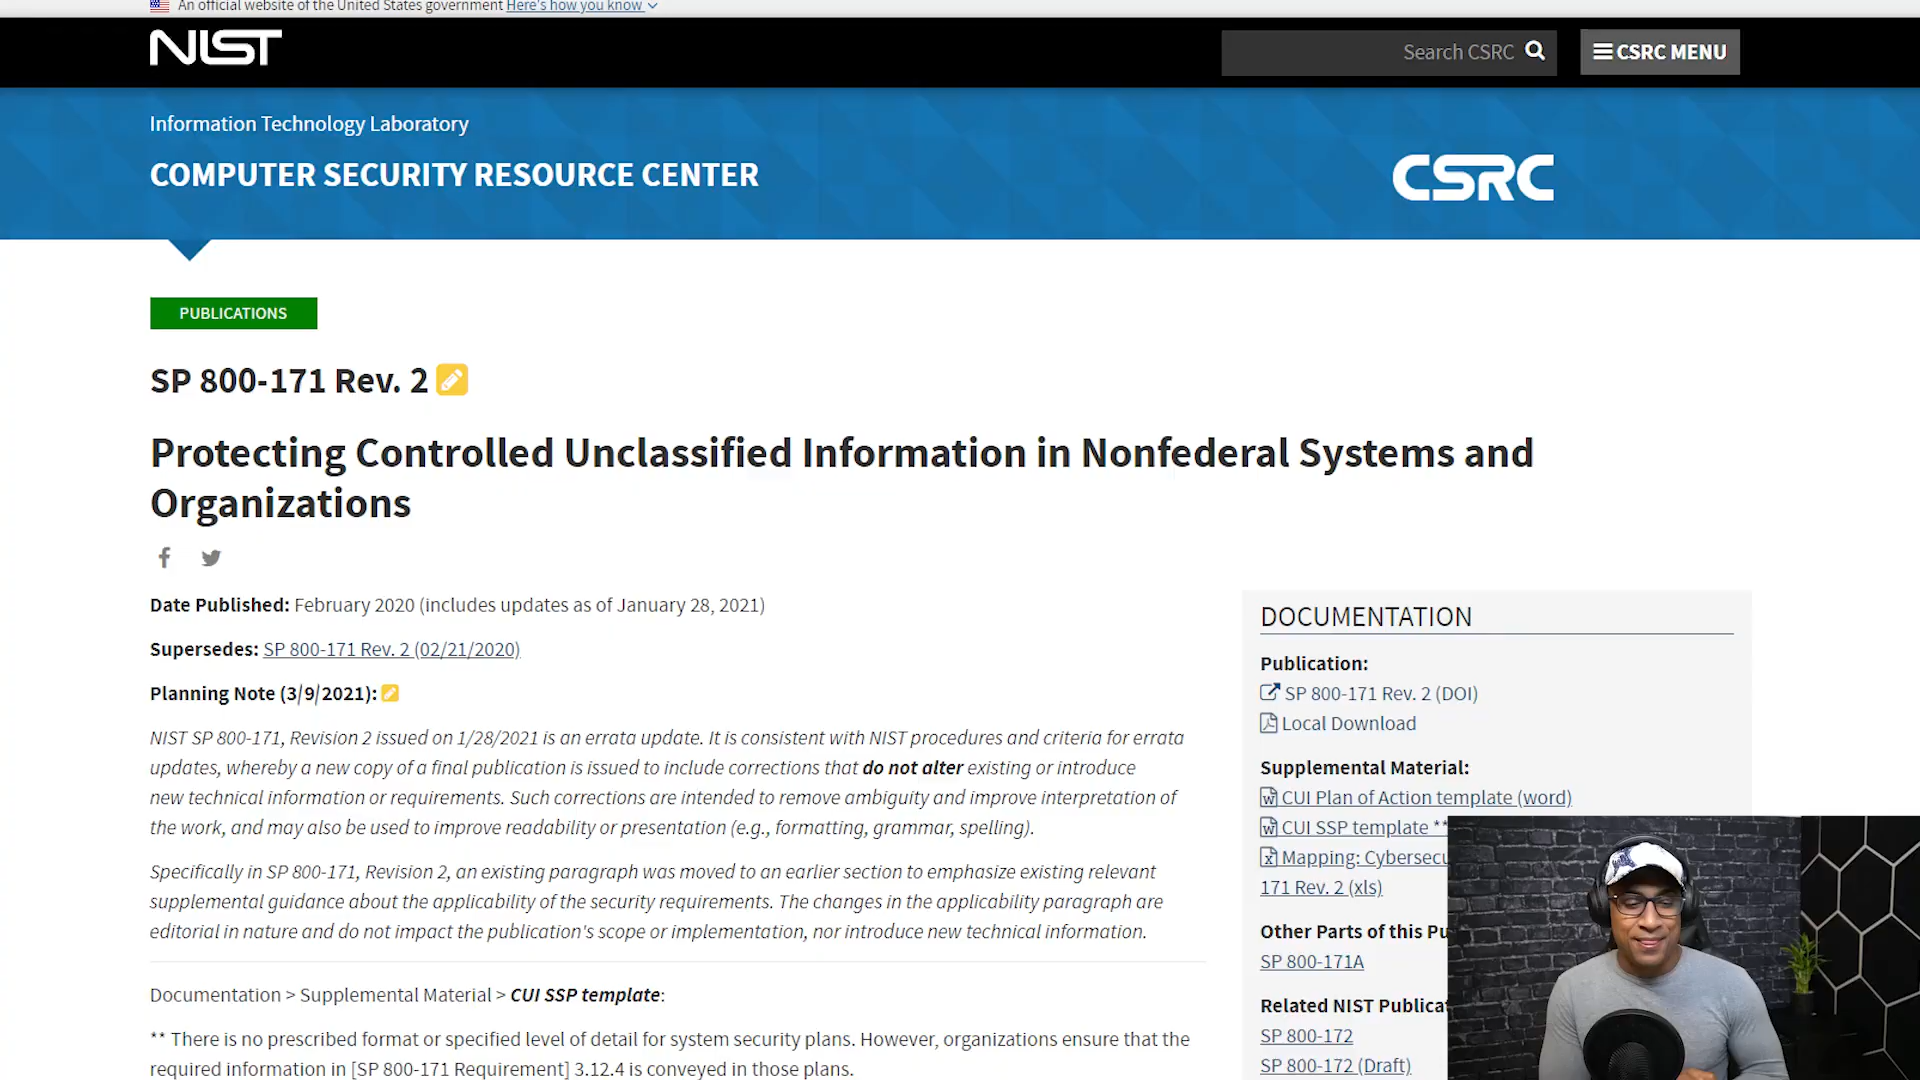 An official website of the United States government Here's how you know
NIST
Search CSRC
CSRC MENU
Information Technology Laboratory
COMPUTER SECURITY RESOURCE CENTER
CSRC
PUBLICATIONS
SP 800-171 Rev. 2
Protecting Controlled Unclassified Information in Nonfederal Systems and
Organizations
Date Published: February 2020 (includes updates as of January 28, 2021)
Supersedes: SP 800-171 Rev. 2 (02/21/2020)
Planning Note (3/9/2021):
NIST SP 800-171, Revision 2 issued on 1/28/2021 is an errata update. It is consistent with NIST procedures and criteria for errata
updates, whereby a new copy of a final publication is issued to include corrections that do not alter existing or introduce
new technical information or requirements. Such corrections are intended to remove ambiguity and improve interpretation of
the work, and may also be used to improve readability or presentation (e.g., formatting, grammar, spelling).
Specifically in SP 800-171, Revision 2, an existing paragraph was moved to an earlier section to emphasize existing relevant
supplemental guidance about the applicability of the security requirements. The changes in the applicability paragraph are
editorial in nature and do not impact the publication's scope or implementation, nor introduce new technical information.
Documentation > Supplemental Material > CUI SSP template:
** There is no prescribed format or specified level of detail for system security plans. However, organizations ensure that the
required information in [SP 800-171 Requirement] 3.12.4 is conveyed in those plans.
DOCUMENTATION
Publication:
SP 800-171 Rev. 2 (DOI)
Local Download
Supplemental Material:
CUI Plan of Action template (word)
CUI SSP template **
Mapping: Cybersecu
171 Rev. 2 (xls)
Other Parts of this Pu
SP 800-171A
Related NIST Publica
SP 800-172
SP 800-172 (Draft)